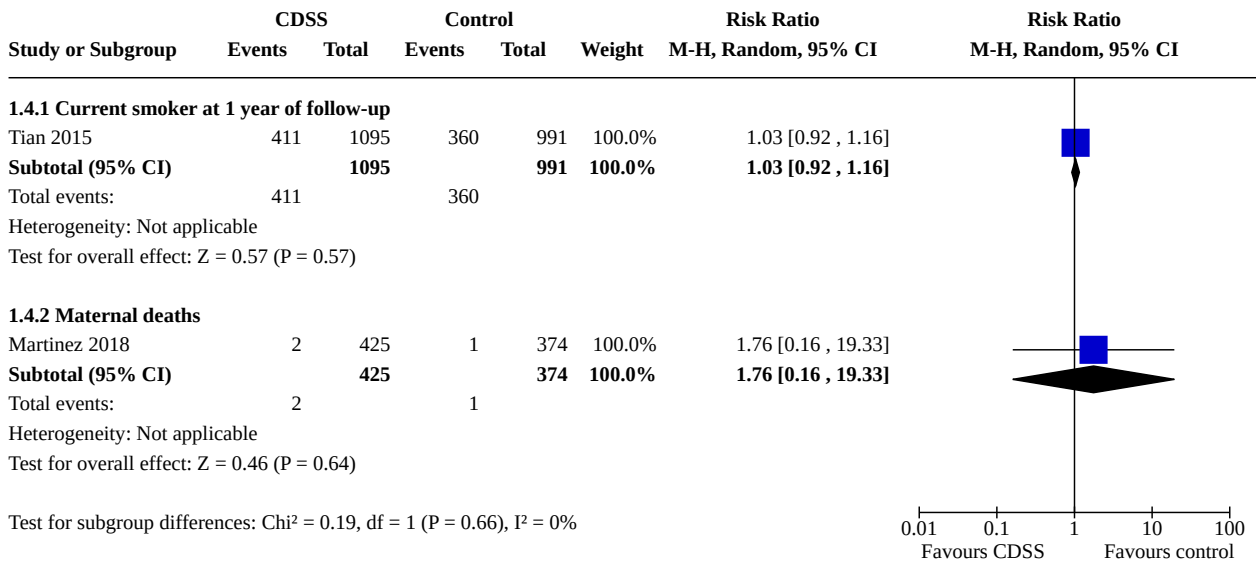 CDSS Control Risk Ratio Risk Ratio
Study or Subgroup Events Total Events Total Weight M-H, Random, 95% CI M-H, Random, 95% CI
1.4.1 Current smoker at 1 year of follow-up
Tian 2015 411 1095 360 991 100.0% 1.03 [0.92 , 1.16]
Subtotal (95% CI) 1095 991 100.0% 1.03 [0.92 , 1.16]
Total events: 411 360
Heterogeneity: Not applicable
Test for overall effect: Z = 0.57 (P = 0.57)
1.4.2 Maternal deaths
Martinez 2018 2 425 1 374 100.0% 1.76 [0.16 , 19.33]
Subtotal (95% CI) 425 374 100.0% 1.76 [0.16 , 19.33]
Total events: 2 1
Heterogeneity: Not applicable
Test for overall effect: Z = 0.46 (P = 0.64)
Test for subgroup differences: Chi² = 0.19, df = 1 (P = 0.66), I² = 0%
0.01 0.1 1 10 100
Favours CDSS Favours control